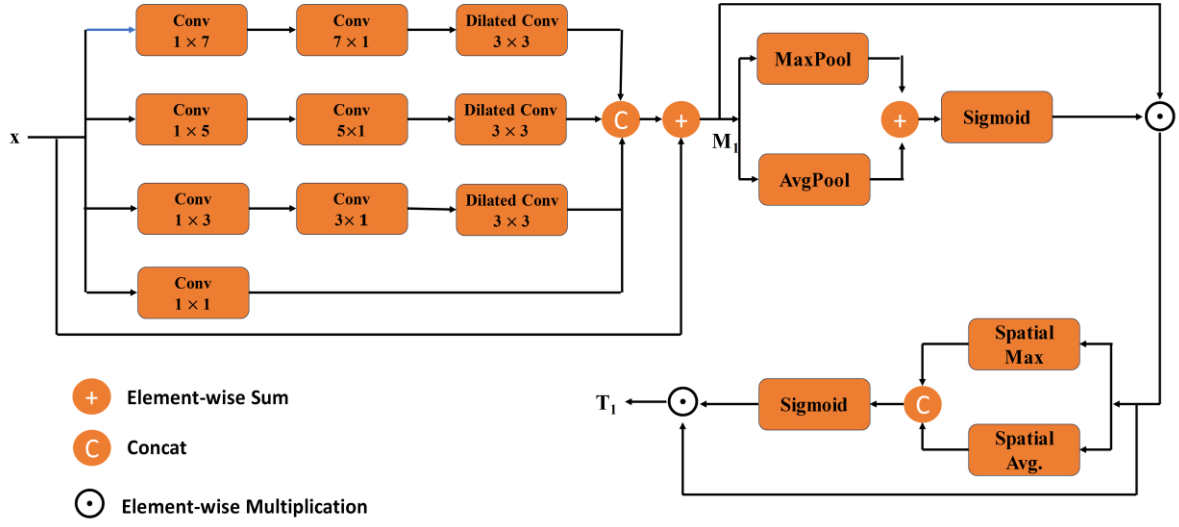 Conv
1 × 7
Conv
7 × 1
Dilated Conv
3 × 3
MaxPool
x
Conv
1 × 5
Conv
5×1
Dilated Conv
3 × 3
C
+
M1
+
Sigmoid
AvgPool
Conv
1 × 3
Conv
3× 1
Dilated Conv
3 × 3
Conv
1 × 1
Spatial
Max
T1
Sigmoid
C
Spatial
Avg.
+ Element-wise Sum
C Concat
Element-wise Multiplication